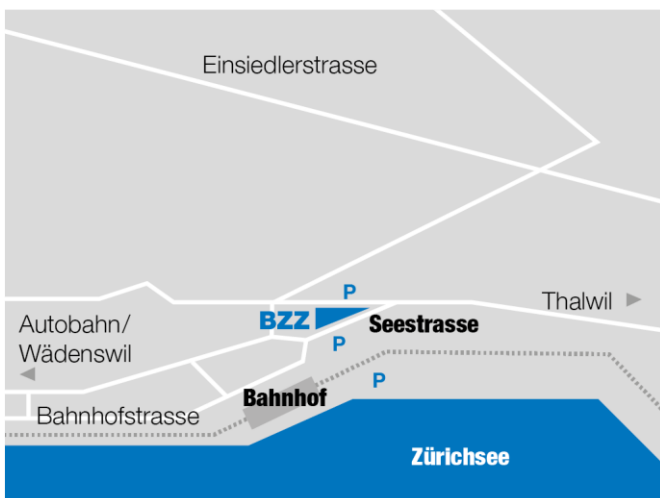 Einsiedlerstrasse
P
Thalwil
BZZ
Seestrasse
Autobahn/
Wädenswil
P
P
Bahnhof
Bahnhofstrasse
Zürichsee